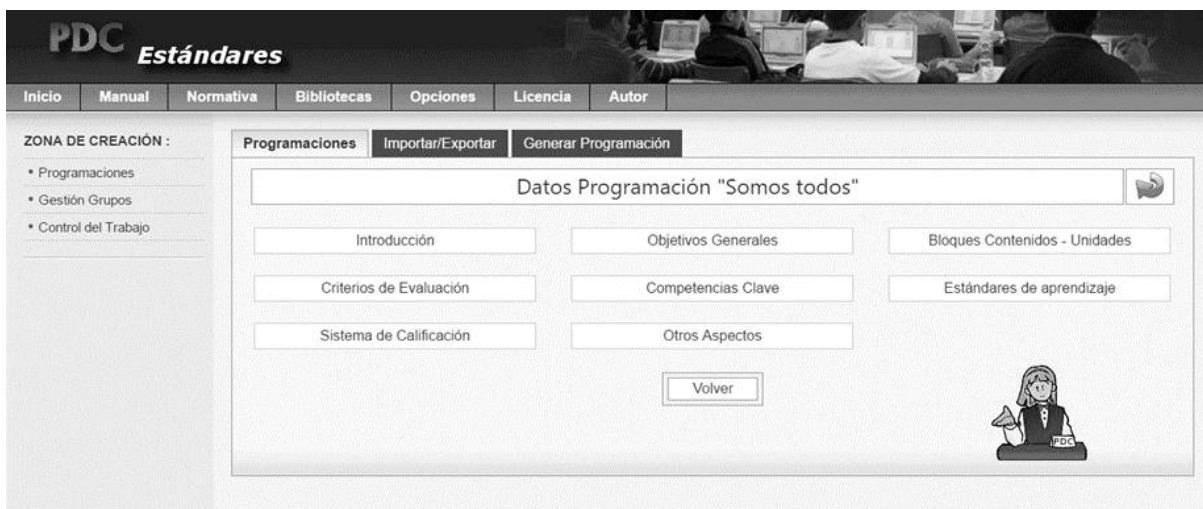 PDC Estándares
Inicio Manual Normativa Bibliotecas Opciones Licencia Autor
ZONA DE CREACIÓN :
• Programaciones
• Gestión Grupos
• Control del Trabajo
Programaciones Importar/Exportar Generar Programación
Datos Programación "Somos todos"
Introducción Objetivos Generales Bloques Contenidos - Unidades
Criterios de Evaluación Competencias Clave Estándares de aprendizaje
Sistema de Calificación Otros Aspectos
Volver
PDC